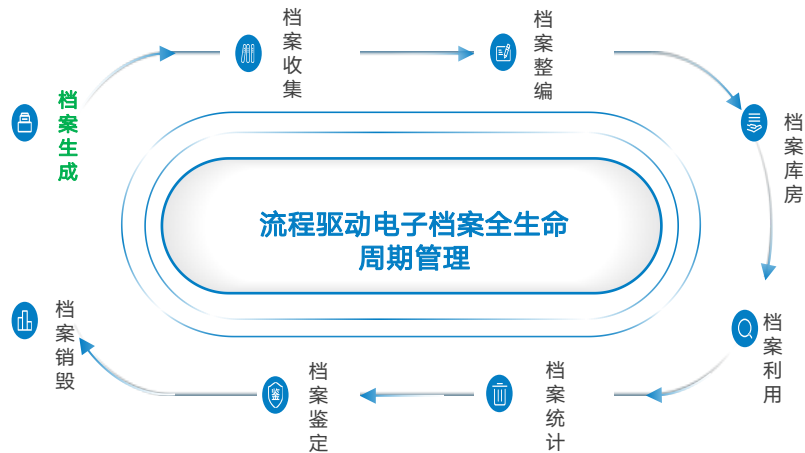 档案生成
档案收集
档案整编
档案库房
档案利用
档案统计
鉴
档案鉴定
档案销毁
流程驱动电子档案全生命
周期管理